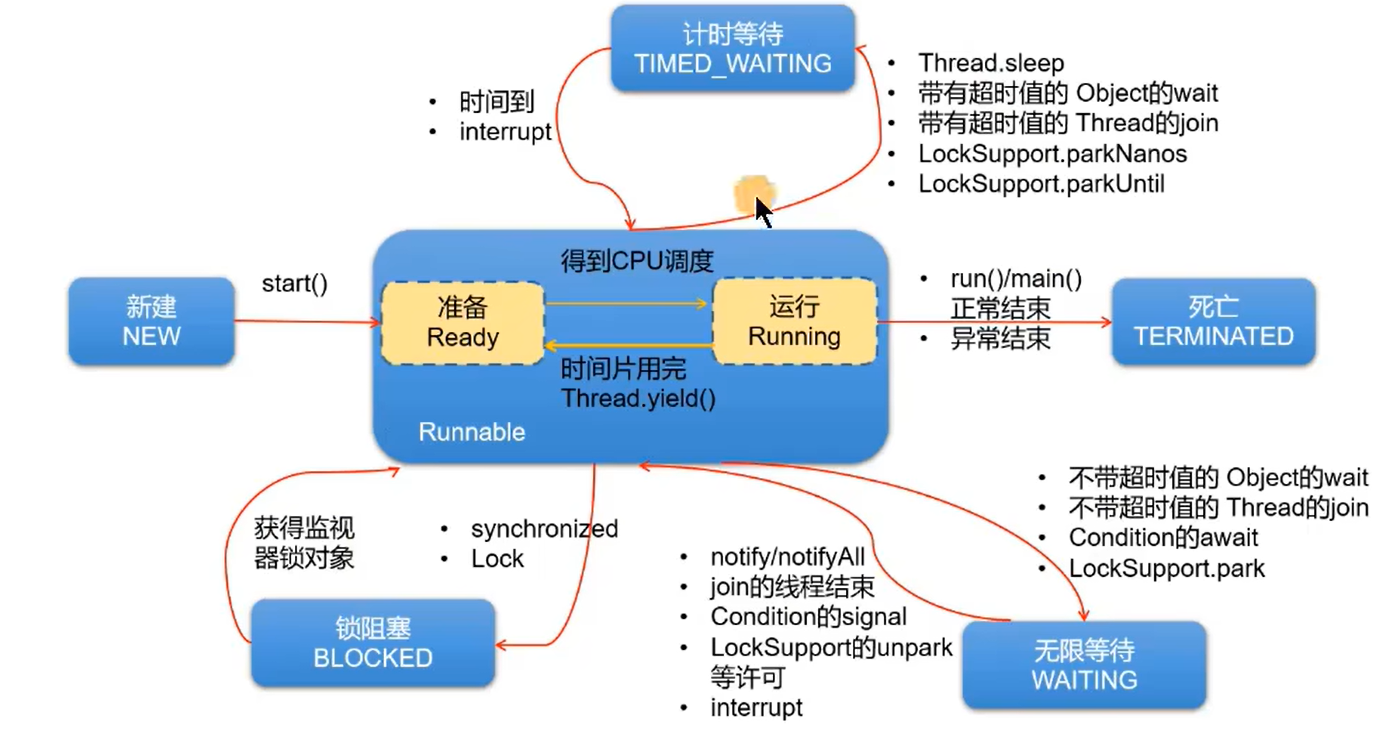 计时等待
TIMED_WAITING
• 时间到
• interrupt
• Thread.sleep
• 带有超时值的 Object的wait
• 带有超时值的 Thread的join
• LockSupport.parkNanos
• LockSupport.parkUntil
新建
NEW
start()
得到CPU调度
准备
Ready
运行
Running
时间片用完
Thread.yield()
Runnable
• run()/main()
正常结束
• 异常结束
死亡
TERMINATED
获得监视
器锁对象
• synchronized
• Lock
锁阻塞
BLOCKED
• notify/notifyAll
• join的线程结束
• Condition的signal
• LockSupport的unpark
等许可
• interrupt
• 不带超时值的 Object的wait
• 不带超时值的 Thread的join
• Condition的await
• LockSupport.park
无限等待
WAITING